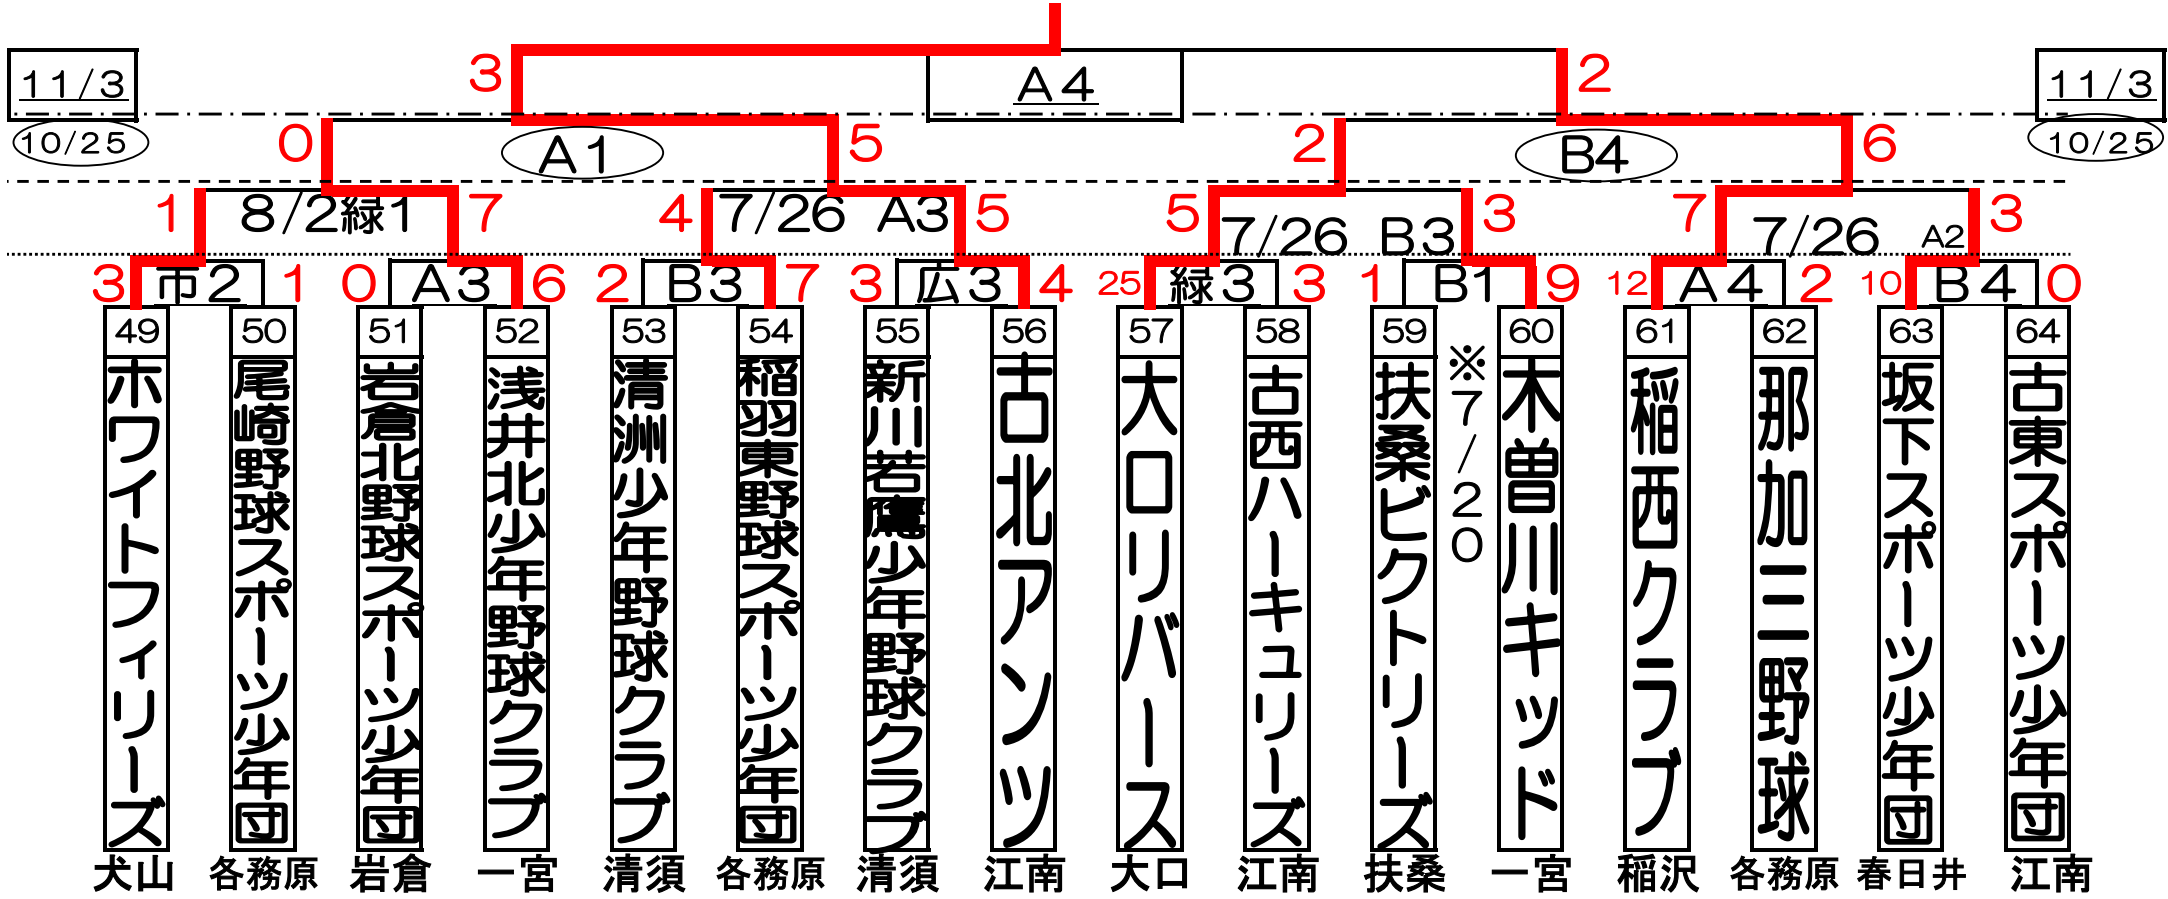 3 2
11/3 A4 11/3
0 5 2 6
10/25 A1 B4 10/25
1 8/2緑1 7 4 7/26 A3 5 5 7/26 B3 3 7 7/26 A2 3
3 市2 1 0 A3 6 2 B3 7 3 広3 4 25 緑3 3 1 B1 9 12 A4 2 10 B4 0
49 50 51 52 53 54 55 56 57 58 59 60 61 62 63 64
ホワイトフィリーズ
尾崎野球スポーツ少年団
岩倉北野球スポーツ少年団
浅井北少年野球クラブ
清洲少年野球クラブ
稲羽東野球スポーツ少年団
新川若鷹少年野球クラブ
古北アンツ
大口リバース
古西ハーキュリーズ
扶桑ビクトリーズ
※7/20
木曽川キッド
稲西クラブ
那加三野球
坂下スポーツ少年団
古東スポーツ少年団
犬山 各務原 岩倉 一宮 清須 各務原 清須 江南 大口 江南 扶桑 一宮 稲沢 各務原 春日井 江南